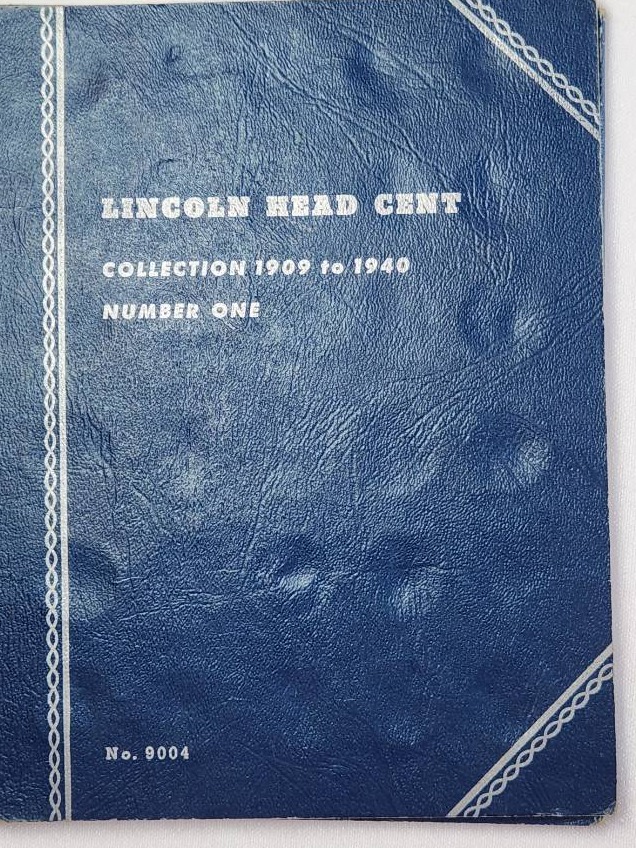 LINCOLN HEAD CENT
COLLECTION 1909 to 1940
NUMBER ONE
No. 9004